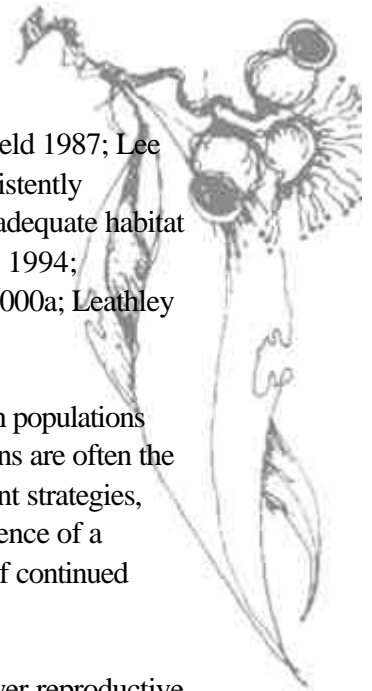 eld 1987; Lee
istently
adequate habitat
1994;
000a; Leathley
n populations
ns are often the
nt strategies,
ence of a
f continued
ver reproductive